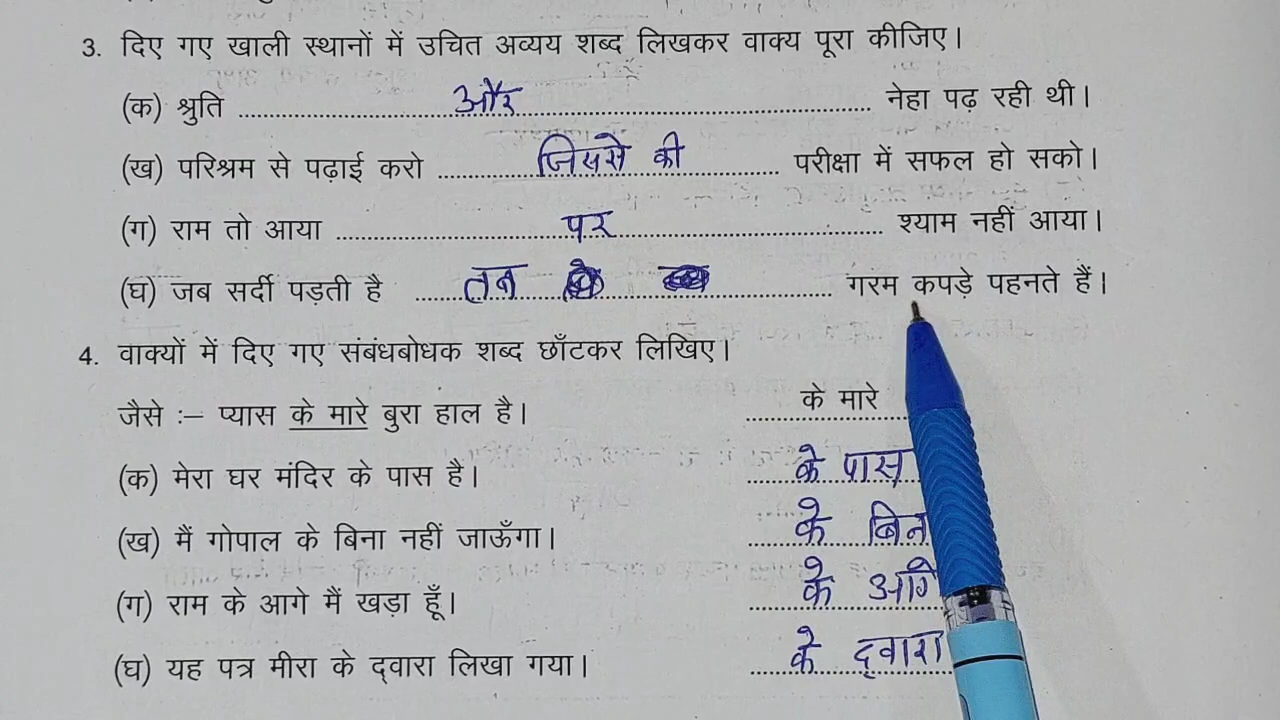 3. दिए गए खाली स्थानों में उचित अव्यय शब्द लिखकर वाक्य पूरा कीजिए।
(क) श्रुति ........ और ........ नेहा पढ़ रही थी।
(ख) परिश्रम से पढ़ाई करो ........ जिससे की ........ परीक्षा में सफल हो सको।
(ग) राम तो आया ........ पर ........ श्याम नहीं आया।
(घ) जब सर्दी पड़ती है ........ तब ........ गरम कपड़े पहनते हैं।
4. वाक्यों में दिए गए संबंधबोधक शब्द छाँटकर लिखिए।
जैसे :– प्यास के मारे बुरा हाल है। के मारे
(क) मेरा घर मंदिर के पास है। के पास
(ख) मैं गोपाल के बिना नहीं जाऊँगा। के बिन
(ग) राम के आगे मैं खड़ा हूँ। के आगे
(घ) यह पत्र मीरा के द्वारा लिखा गया। के द्वारा